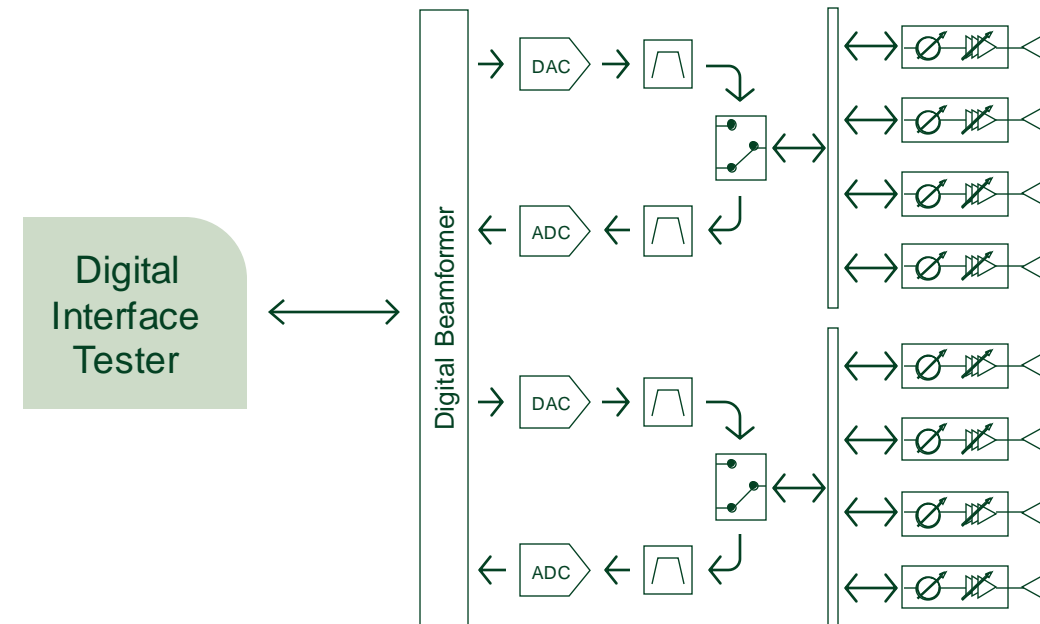 Digital
Interface
Tester
Digital Beamformer
DAC
ADC
DAC
ADC